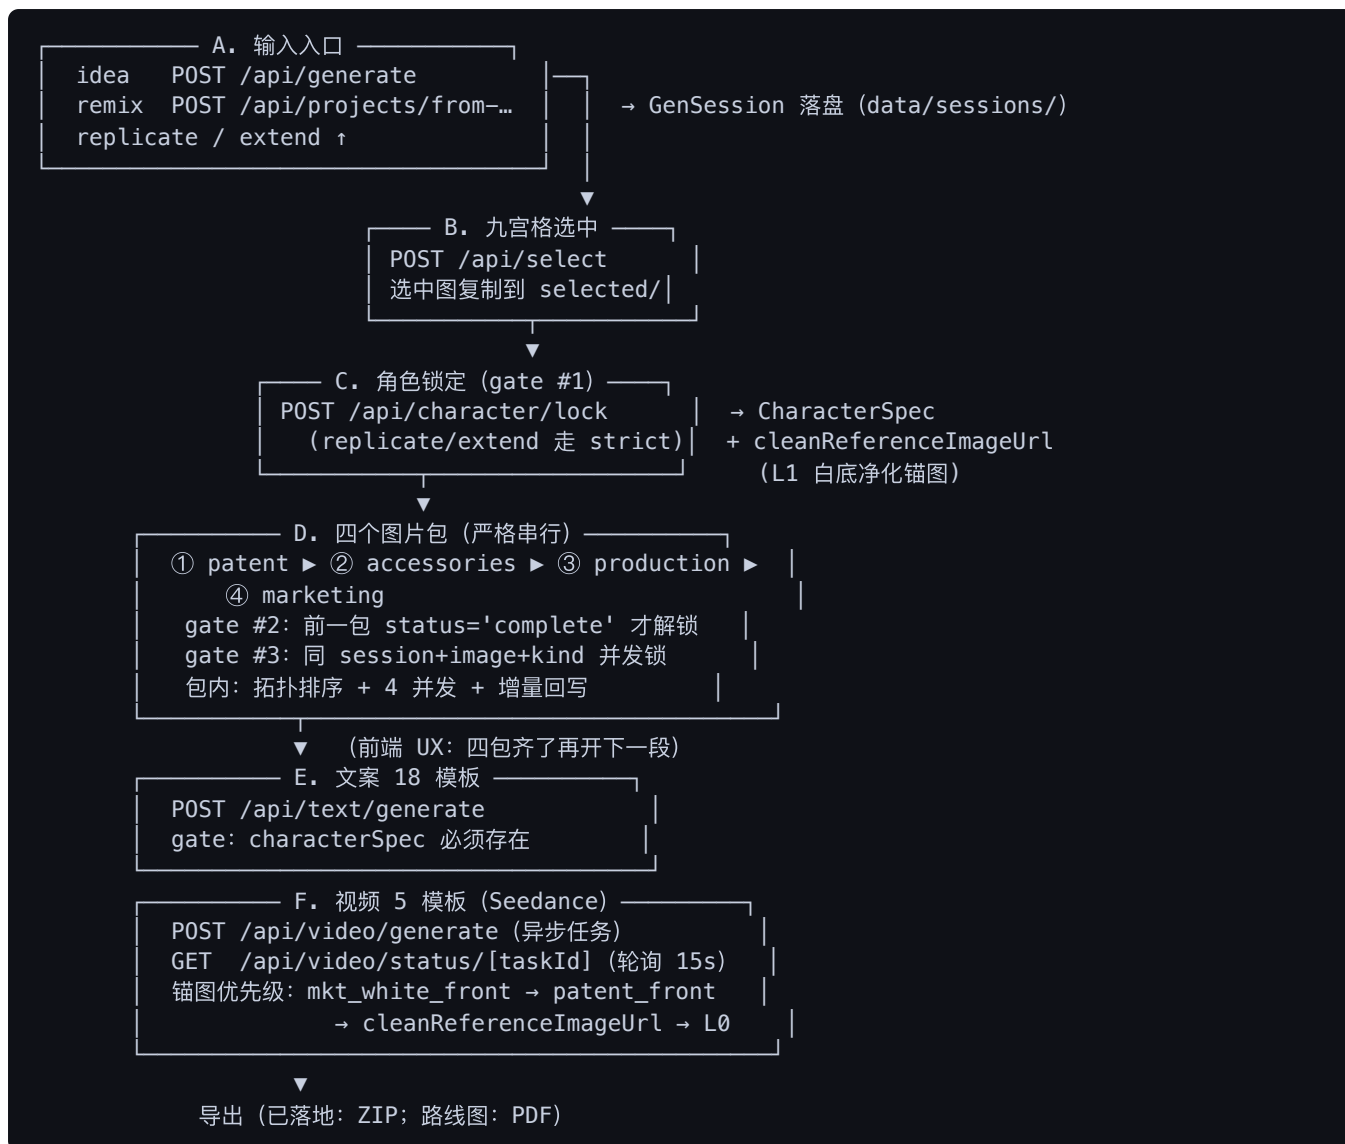 A. 输入入口
idea POST /api/generate
remix POST /api/projects/from-… → GenSession 落盘（data/sessions/）
replicate / extend ↑
▼
B. 九宫格选中
POST /api/select
选中图复制到 selected/
▼
C. 角色锁定（gate #1）
POST /api/character/lock → CharacterSpec
(replicate/extend 走 strict) + cleanReferenceImageUrl
(L1 白底净化锚图）
▼
D. 四个图片包（严格串行）
① patent ▶ ② accessories ▶ ③ production ▶
④ marketing
gate #2：前一包 status='complete' 才解锁
gate #3：同 session+image+kind 并发锁
包内：拓扑排序 + 4 并发 + 增量回写
▼ （前端 UX：四包齐了再开下一段）
E. 文案 18 模板
POST /api/text/generate
gate：characterSpec 必须存在
F. 视频 5 模板（Seedance）
POST /api/video/generate（异步任务）
GET /api/video/status/[taskId]（轮询 15s）
锚图优先级：mkt_white_front → patent_front
→ cleanReferenceImageUrl → L0
▼
导出（已落地：ZIP；路线图：PDF）